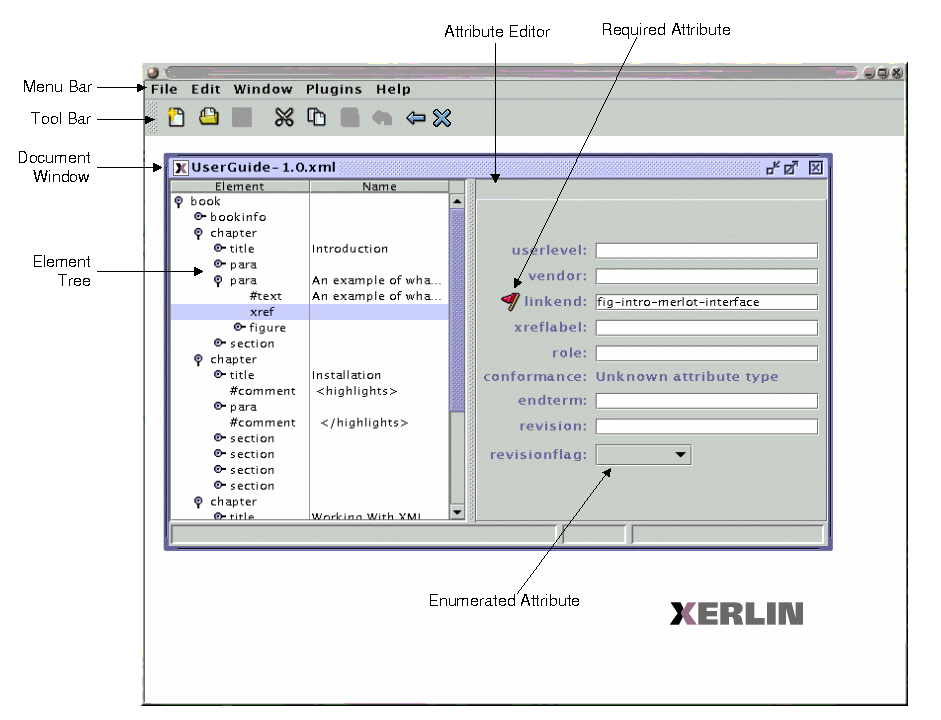 Attribute Editor
Required Attribute
Menu Bar
File Edit Window Plugins Help
Tool Bar
Document
Window
UserGuide-1.0.xml
Element Name
book
bookinfo
chapter
title Introduction
para
para An example of wha...
#text An example of wha...
xref
figure
section
chapter
title Installation
#comment <highlights>
para
#comment </highlights>
section
section
section
section
chapter
title Working With XML
Element
Tree
userlevel:
vendor:
linkend: fig-intro-merlot-interface
xreflabel:
role:
conformance: Unknown attribute type
endterm:
revision:
revisionflag:
Enumerated Attribute
XERLIN